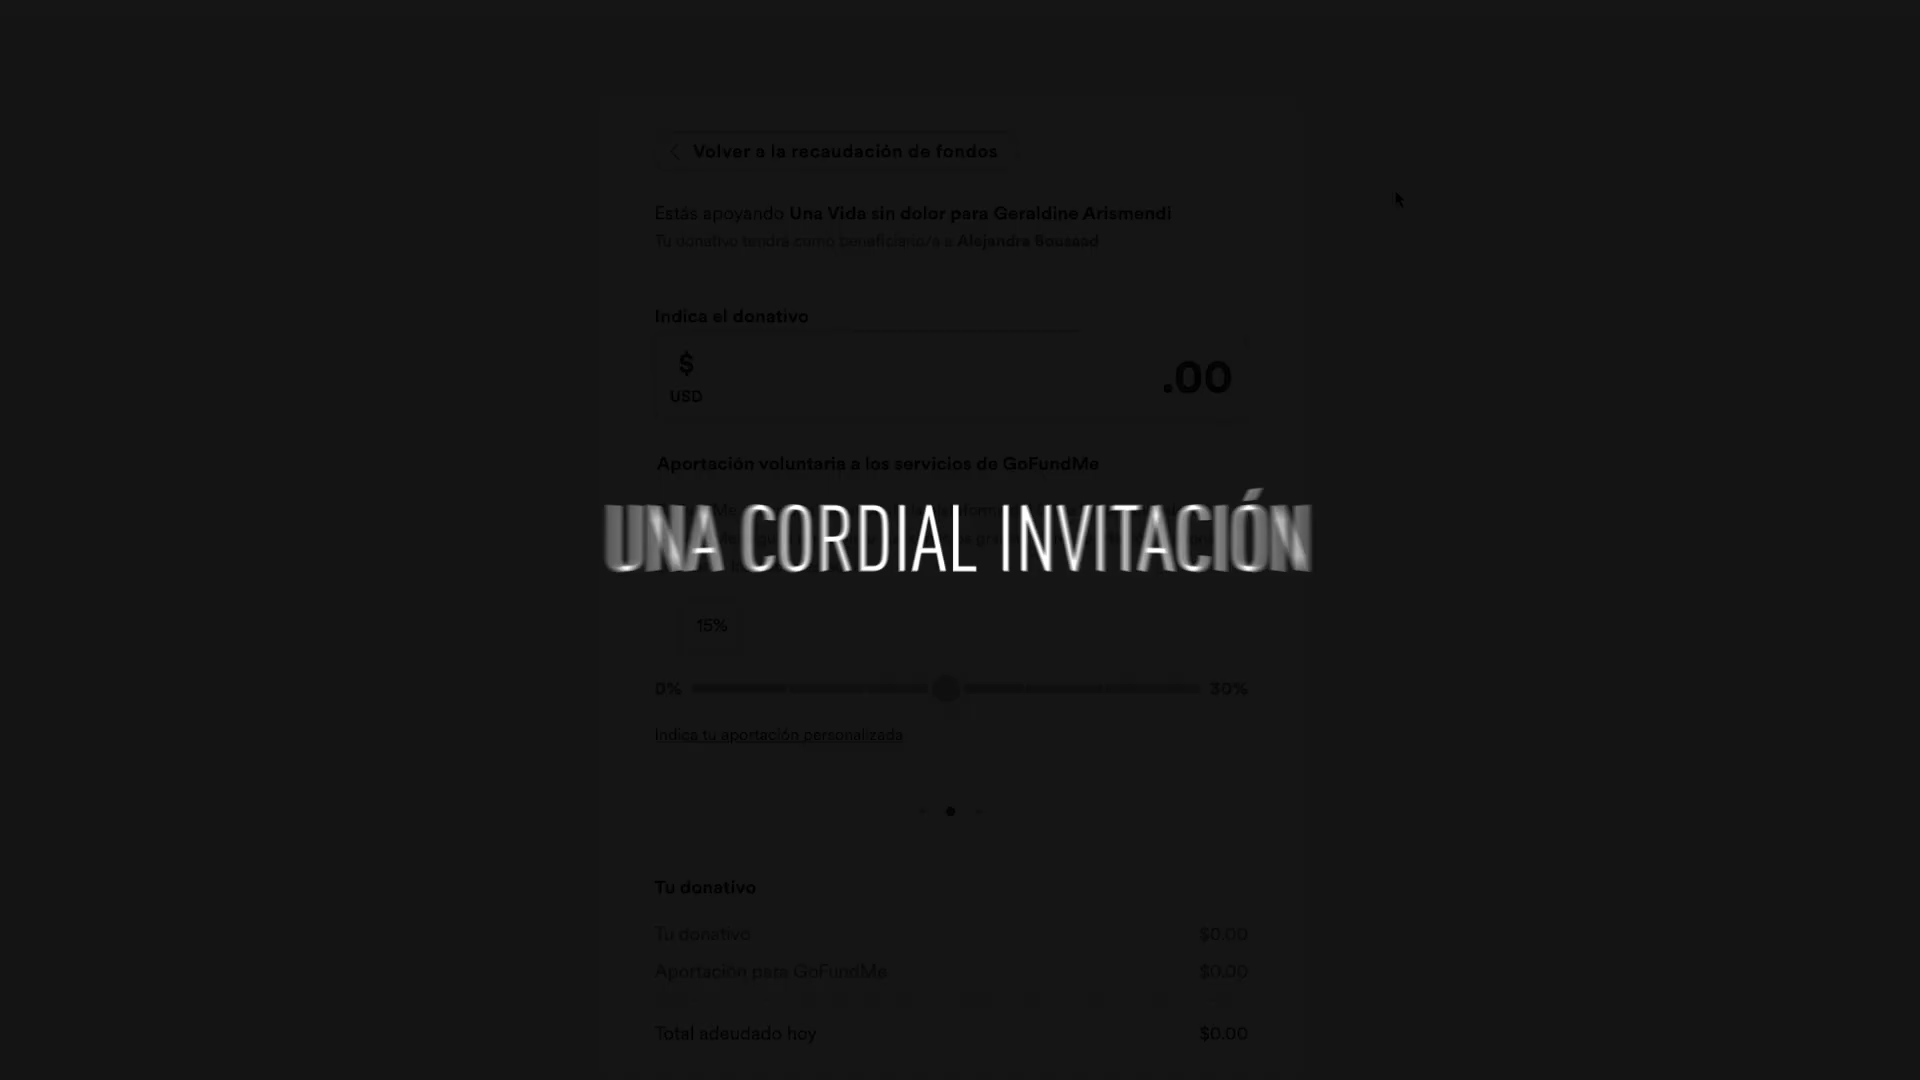 Volver a la recaudación de fondos
Estás apoyando Una Vida sin dolor para Geraldine Arismendi
Tu donativo tendrá como beneficiario/a a Alejandra Boussad
Indica el donativo
$
USD
.00
Aportación voluntaria a los servicios de GoFundMe
UNA CORDIAL INVITACIÓN
15%
0%
30%
Indica tu aportación personalizada
Tu donativo
Tu donativo $0.00
Aportación para GoFundMe $0.00
Total adeudado hoy $0.00